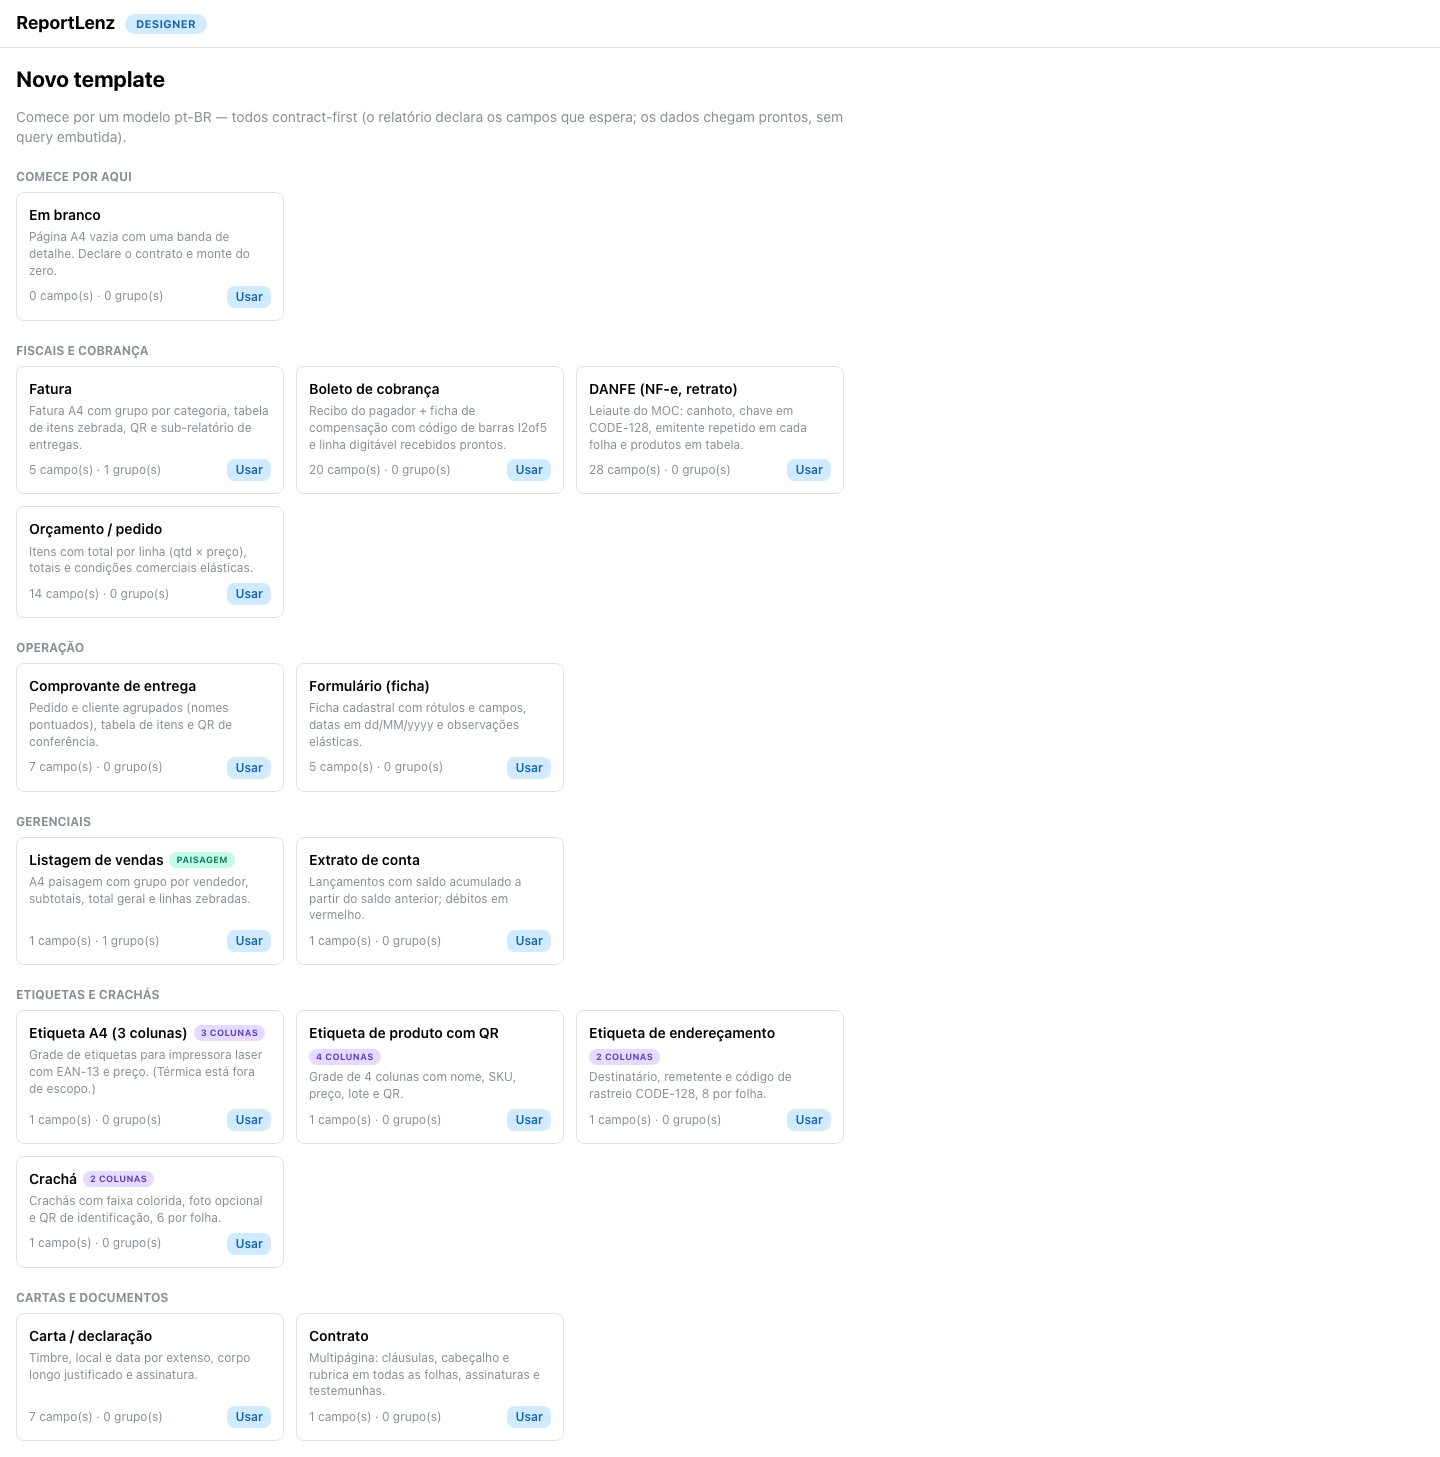 ReportLenz DESIGNER
Novo template
Comece por um modelo pt-BR — todos contract-first (o relatório declara os campos que espera; os dados chegam prontos, sem
query embutida).
COMECE POR AQUI
Em branco
Página A4 vazia com uma banda de
detalhe. Declare o contrato e monte do
zero.
0 campo(s) · 0 grupo(s) Usar
FISCAIS E COBRANÇA
Fatura
Fatura A4 com grupo por categoria, tabela
de itens zebrada, QR e sub-relatório de
entregas.
5 campo(s) · 1 grupo(s) Usar
Boleto de cobrança
Recibo do pagador + ficha de
compensação com código de barras I2of5
e linha digitável recebidos prontos.
20 campo(s) · 0 grupo(s) Usar
DANFE (NF-e, retrato)
Leiaute do MOC: canhoto, chave em
CODE-128, emitente repetido em cada
folha e produtos em tabela.
28 campo(s) · 0 grupo(s) Usar
Orçamento / pedido
Itens com total por linha (qtd × preço),
totais e condições comerciais elásticas.
14 campo(s) · 0 grupo(s) Usar
OPERAÇÃO
Comprovante de entrega
Pedido e cliente agrupados (nomes
pontuados), tabela de itens e QR de
conferência.
7 campo(s) · 0 grupo(s) Usar
Formulário (ficha)
Ficha cadastral com rótulos e campos,
datas em dd/MM/yyyy e observações
elásticas.
5 campo(s) · 0 grupo(s) Usar
GERENCIAIS
Listagem de vendas PAISAGEM
A4 paisagem com grupo por vendedor,
subtotais, total geral e linhas zebradas.
1 campo(s) · 1 grupo(s) Usar
Extrato de conta
Lançamentos com saldo acumulado a
partir do saldo anterior; débitos em
vermelho.
1 campo(s) · 0 grupo(s) Usar
ETIQUETAS E CRACHÁS
Etiqueta A4 (3 colunas) 3 COLUNAS
Grade de etiquetas para impressora laser
com EAN-13 e preço. (Térmica está fora
de escopo.)
1 campo(s) · 0 grupo(s) Usar
Etiqueta de produto com QR
4 COLUNAS
Grade de 4 colunas com nome, SKU,
preço, lote e QR.
1 campo(s) · 0 grupo(s) Usar
Etiqueta de endereçamento
2 COLUNAS
Destinatário, remetente e código de
rastreio CODE-128, 8 por folha.
1 campo(s) · 0 grupo(s) Usar
Crachá 2 COLUNAS
Crachás com faixa colorida, foto opcional
e QR de identificação, 6 por folha.
1 campo(s) · 0 grupo(s) Usar
CARTAS E DOCUMENTOS
Carta / declaração
Timbre, local e data por extenso, corpo
longo justificado e assinatura.
7 campo(s) · 0 grupo(s) Usar
Contrato
Multipágina: cláusulas, cabeçalho e
rubrica em todas as folhas, assinaturas e
testemunhas.
1 campo(s) · 0 grupo(s) Usar